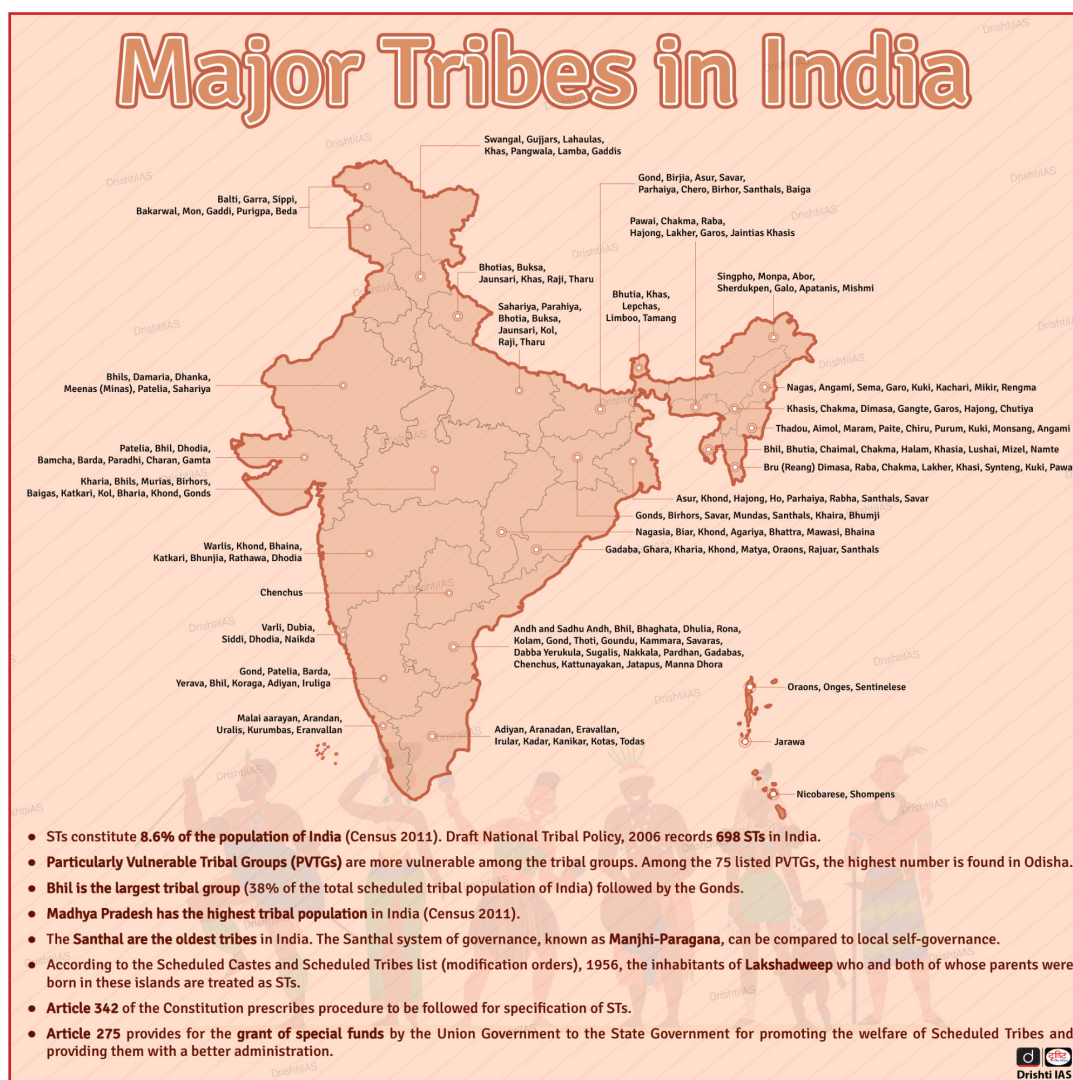 Major Tribes in India
Swangal, Gujjars, Lahaulas,
Khas, Pangwala, Lamba, Gaddis
Gond, Birjia, Asur, Savar,
Parhaiya, Chero, Birhor, Santhals, Baiga
Balti, Garra, Sippi,
Bakarwal, Mon, Gaddi, Purigpa, Beda
Pawai, Chakma, Raba,
Hajong, Lakher, Garos, Jaintias Khasis
Bhotias, Buksa,
Jaunsari, Khas, Raji, Tharu
Singpho, Monpa, Abor,
Sherdukpen, Galo, Apatanis, Mishmi
Bhutia, Khas,
Lepchas,
Limboo, Tamang
Sahariya, Parahiya,
Bhotia, Buksa,
Jaunsari, Kol,
Raji, Tharu
Bhils, Damaria, Dhanka,
Meenas (Minas), Patelia, Sahariya
Nagas, Angami, Sema, Garo, Kuki, Kachari, Mikir, Rengma
Khasis, Chakma, Dimasa, Gangte, Garos, Hajong, Chutiya
Thadou, Aimol, Maram, Paite, Chiru, Purum, Kuki, Monsang, Angami
Patelia, Bhil, Dhodia,
Bamcha, Barda, Paradhi, Charan, Gamta
Bhil, Bhutia, Chaimal, Chakma, Halam, Khasia, Lushai, Mizel, Namte
Bru (Reang) Dimasa, Raba, Chakma, Lakher, Khasi, Synteng, Kuki, Pawa
Kharia, Bhils, Murias, Birhors,
Baigas, Katkari, Kol, Bharia, Khond, Gonds
Asur, Khond, Hajong, Ho, Parhaiya, Rabha, Santhals, Savar
Gonds, Birhors, Savar, Mundas, Santhals, Khaira, Bhumji
Nagasia, Biar, Khond, Agariya, Bhattra, Mawasi, Bhaina
Gadaba, Ghara, Kharia, Khond, Matya, Oraons, Rajuar, Santhals
Warlis, Khond, Bhaina,
Katkari, Bhunjia, Rathawa, Dhodia
Chenchus
Varli, Dubia,
Siddi, Dhodia, Naikda
Andh and Sadhu Andh, Bhil, Bhaghata, Dhulia, Rona,
Kolam, Gond, Thoti, Goundu, Kammara, Savaras,
Dabba Yerukula, Sugalis, Nakkala, Pardhan, Gadabas,
Chenchus, Kattunayakan, Jatapus, Manna Dhora
Gond, Patelia, Barda,
Yerava, Bhil, Koraga, Adiyan, Iruliga
Oraons, Onges, Sentinelese
Malai aarayan, Arandan,
Uralis, Kurumbas, Eranvallan
Adiyan, Aranadan, Eravallan,
Irular, Kadar, Kanikar, Kotas, Todas
Jarawa
Nicobarese, Shompens
• STs constitute 8.6% of the population of India (Census 2011). Draft National Tribal Policy, 2006 records 698 STs in India.
• Particularly Vulnerable Tribal Groups (PVTGs) are more vulnerable among the tribal groups. Among the 75 listed PVTGs, the highest number is found in Odisha.
• Bhil is the largest tribal group (38% of the total scheduled tribal population of India) followed by the Gonds.
• Madhya Pradesh has the highest tribal population in India (Census 2011).
• The Santhal are the oldest tribes in India. The Santhal system of governance, known as Manjhi-Paragana, can be compared to local self-governance.
• According to the Scheduled Castes and Scheduled Tribes list (modification orders), 1956, the inhabitants of Lakshadweep who and both of whose parents were
born in these islands are treated as STs.
• Article 342 of the Constitution prescribes procedure to be followed for specification of STs.
• Article 275 provides for the grant of special funds by the Union Government to the State Government for promoting the welfare of Scheduled Tribes and
providing them with a better administration.
d दृष्टि
Drishti IAS
DrishtiIAS